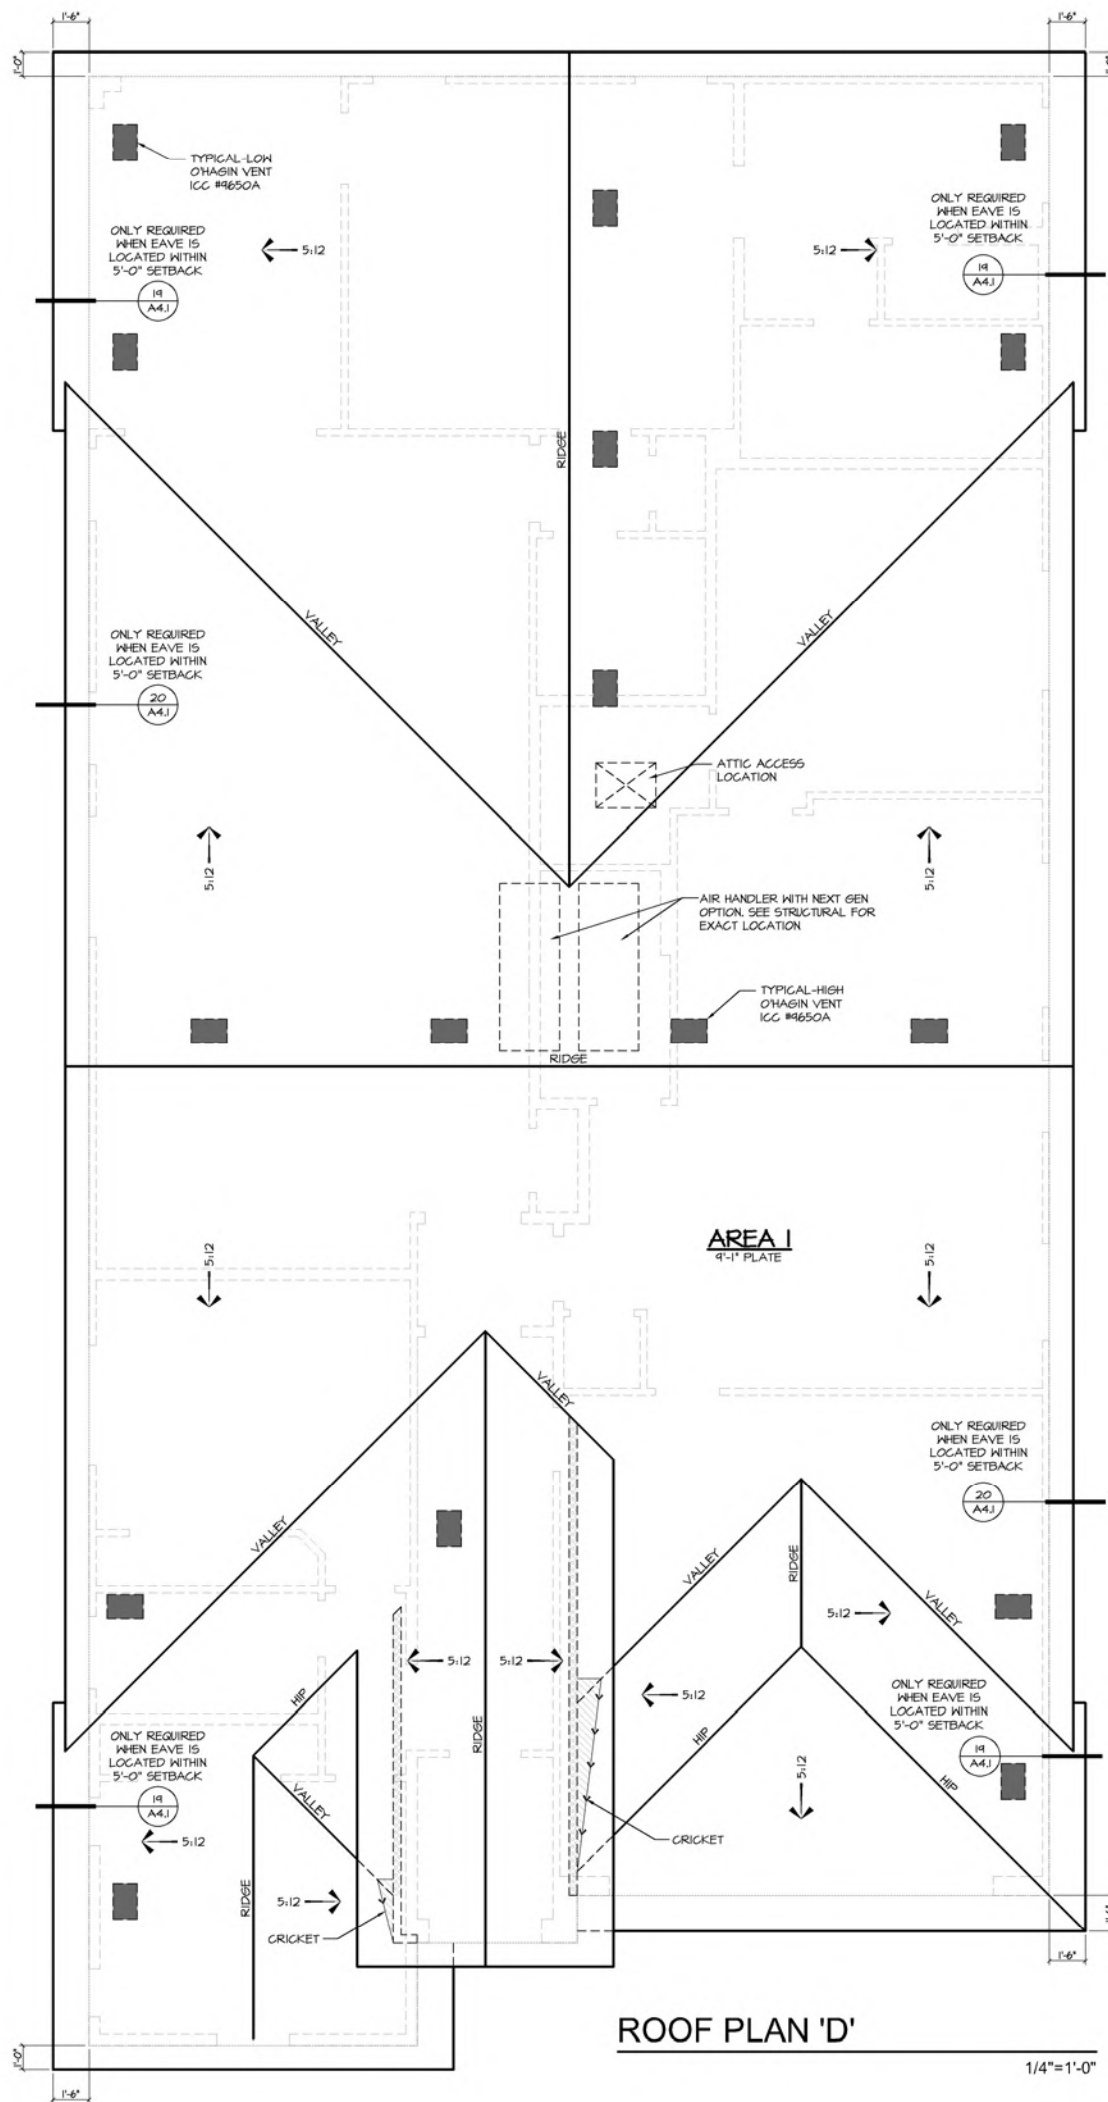 1'-6"
1'-6"
1'-0"
TYPICAL-LOW
O'HAGIN VENT
ICC #9650A
ONLY REQUIRED
WHEN EAVE IS
LOCATED WITHIN
5'-0" SETBACK
19
A4.1
5:12
5:12
ONLY REQUIRED
WHEN EAVE IS
LOCATED WITHIN
5'-0" SETBACK
19
A4.1
RIDGE
VALLEY
VALLEY
ONLY REQUIRED
WHEN EAVE IS
LOCATED WITHIN
5'-0" SETBACK
20
A4.1
ATTIC ACCESS
LOCATION
5:12
5:12
AIR HANDLER WITH NEXT GEN
OPTION. SEE STRUCTURAL FOR
EXACT LOCATION
TYPICAL-HIGH
O'HAGIN VENT
ICC #9650A
RIDGE
AREA 1
9'-1" PLATE
5:12
5:12
VALLEY
ONLY REQUIRED
WHEN EAVE IS
LOCATED WITHIN
5'-0" SETBACK
20
A4.1
VALLEY
VALLEY
RIDGE
VALLEY
5:12
5:12
5:12
HIP
5:12
ONLY REQUIRED
WHEN EAVE IS
LOCATED WITHIN
5'-0" SETBACK
19
A4.1
ONLY REQUIRED
WHEN EAVE IS
LOCATED WITHIN
5'-0" SETBACK
19
A4.1
RIDGE
HIP
5:12
HIP
VALLEY
5:12
CRICKET
RIDGE
5:12
CRICKET
1'-6"
ROOF PLAN 'D'
1/4"=1'-0"
1'-0"
1'-6"